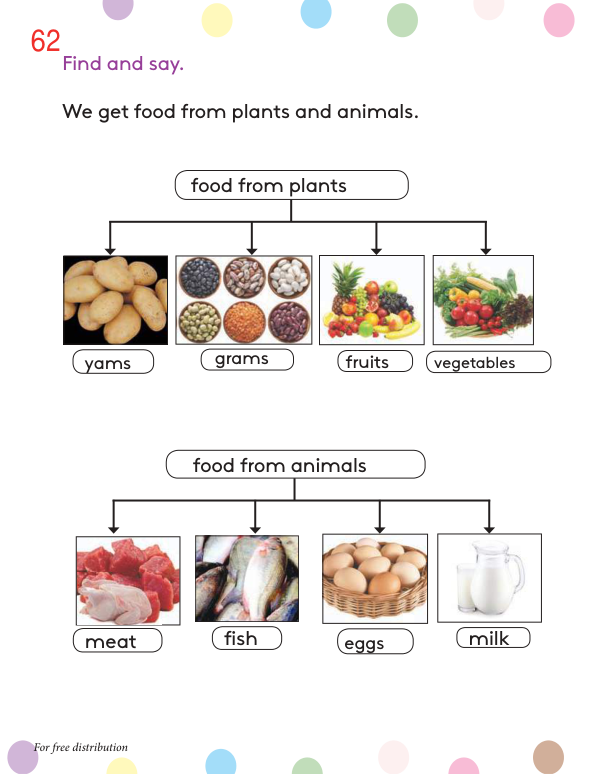 62
Find and say.
We get food from plants and animals.
food from plants
yams
grams
fruits
vegetables
food from animals
meat
fish
eggs
milk
For free distribution